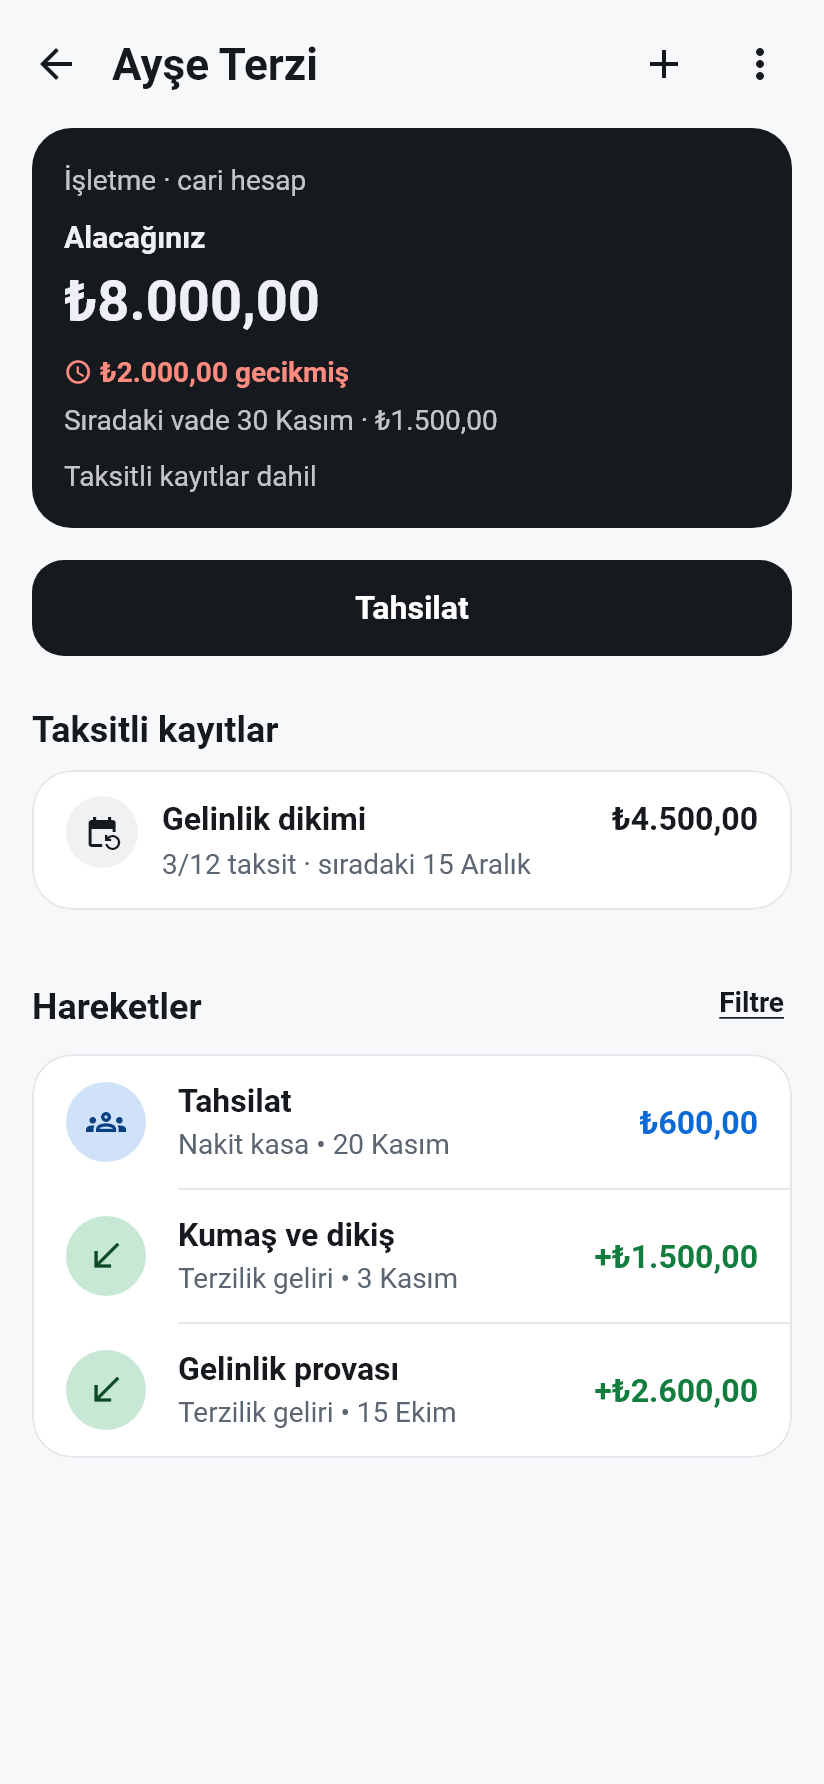 Ayşe Terzi
İşletme · cari hesap
Alacağınız
₺8.000,00
₺2.000,00 gecikmiş
Sıradaki vade 30 Kasım · ₺1.500,00
Taksitli kayıtlar dahil
Tahsilat
Taksitli kayıtlar
Gelinlik dikimi ₺4.500,00
3/12 taksit · sıradaki 15 Aralık
Hareketler Filtre
Tahsilat ₺600,00
Nakit kasa • 20 Kasım
Kumaş ve dikiş +₺1.500,00
Terzilik geliri • 3 Kasım
Gelinlik provası +₺2.600,00
Terzilik geliri • 15 Ekim